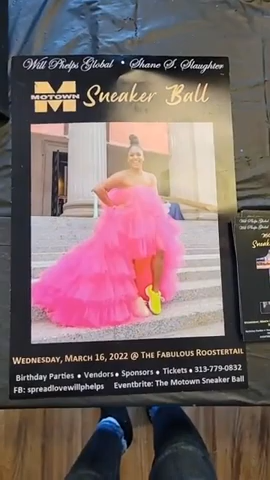 Will Phelps Global • Shane S. Slaughter
M
MOTOWN
Sneaker Ball
WEDNESDAY, MARCH 16, 2022 @ THE FABULOUS ROOSTERTAIL
Birthday Parties • Vendors • Sponsors • Tickets • 313-779-0832
FB: spreadlovewillphelps Eventbrite: The Motown Sneaker Ball